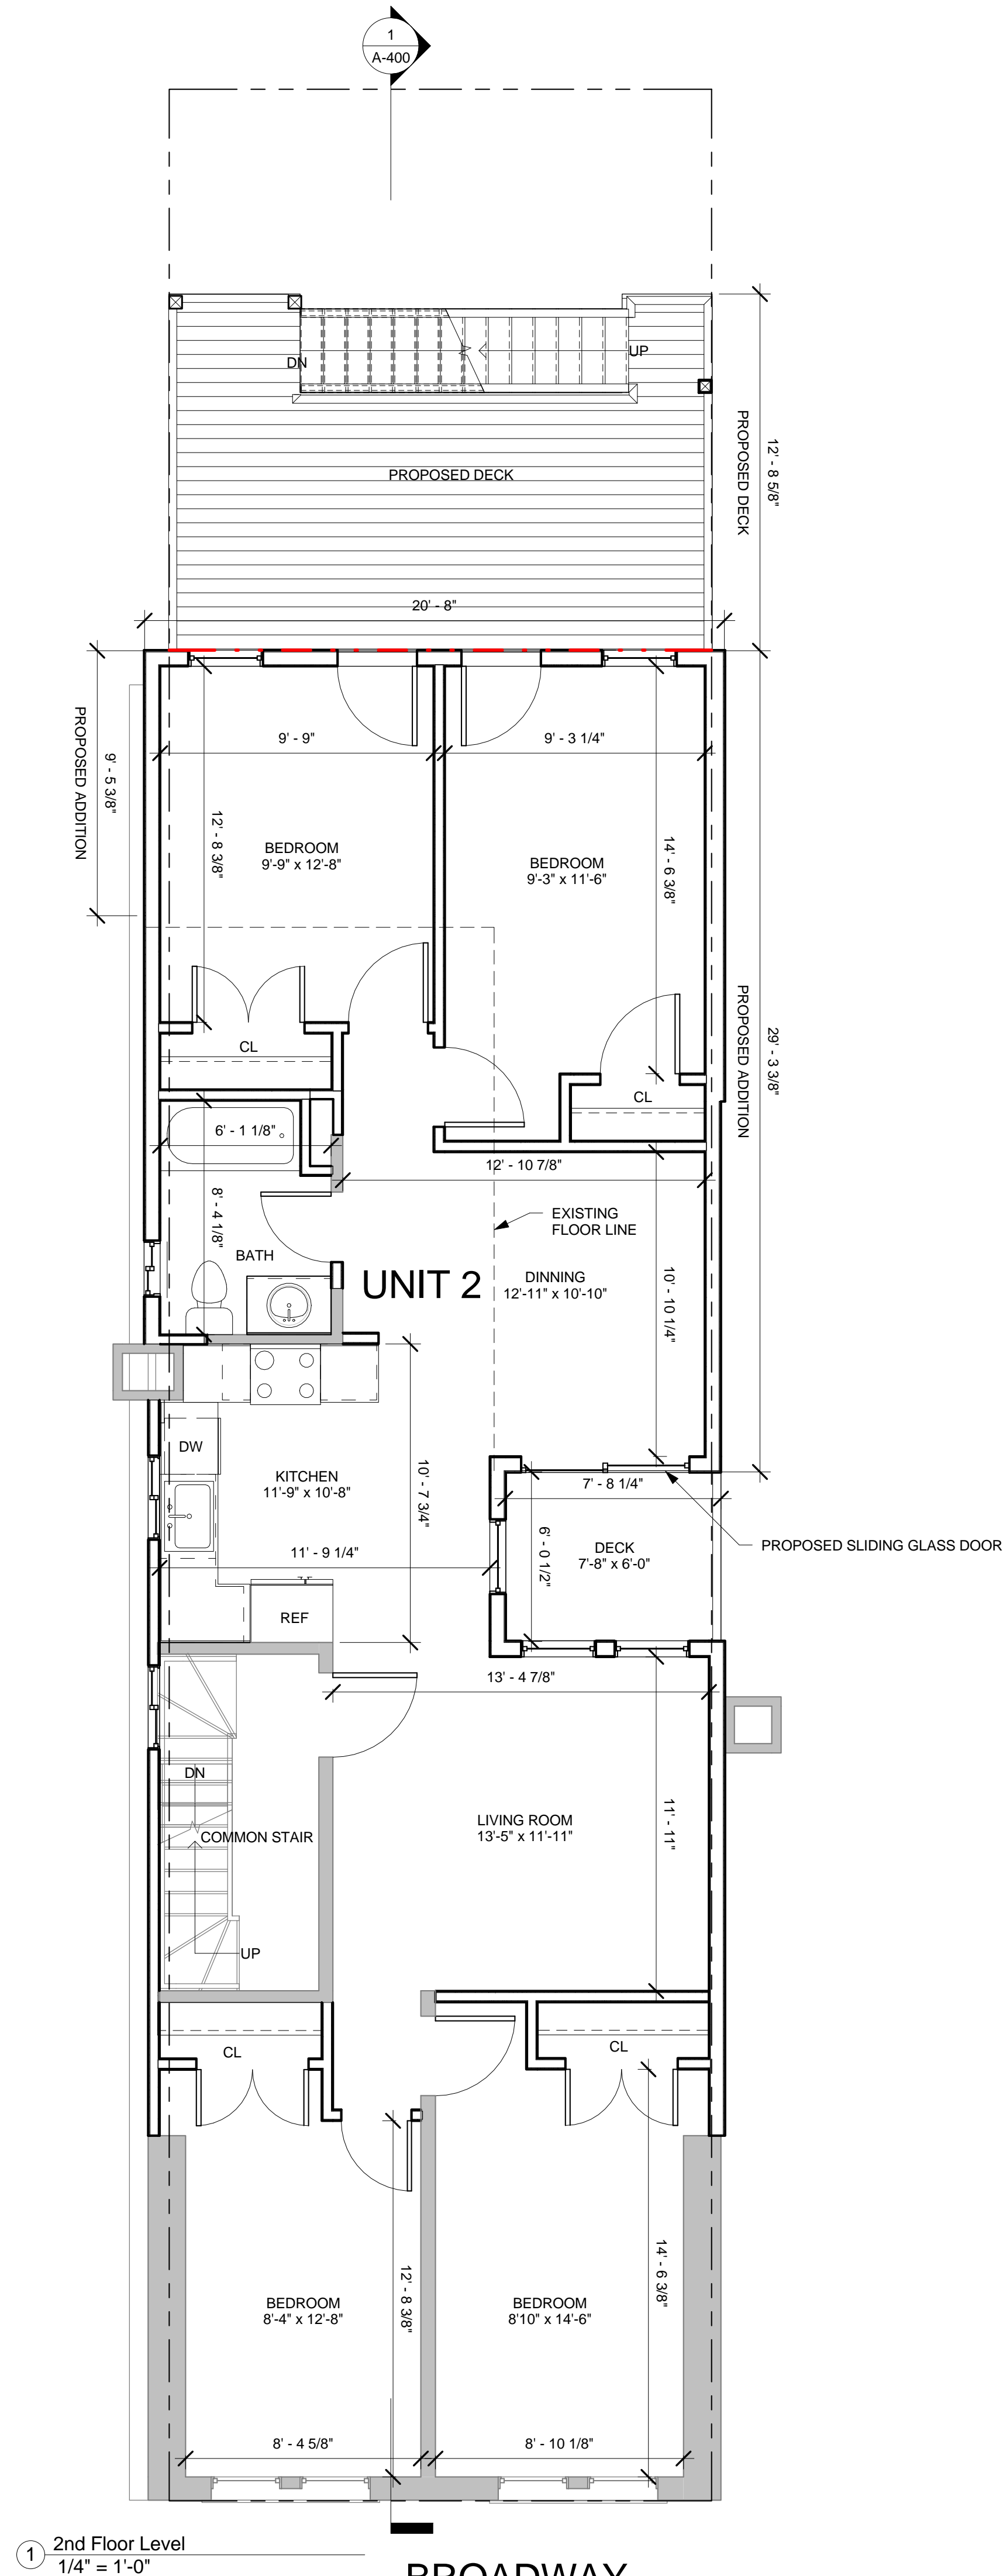 1
A-400
DN
UP
PROPOSED DECK
PROPOSED DECK
12' - 8 5/8"
20' - 8"
PROPOSED ADDITION
9' - 5 3/8"
9' - 9"
9' - 3 1/4"
12' - 8 3/8"
BEDROOM
9'-9" x 12'-8"
14' - 6 3/8"
BEDROOM
9'-3" x 11'-6"
PROPOSED ADDITION
29' - 3 3/8"
CL
CL
6' - 1 1/8"
12' - 10 7/8"
8' - 4 1/8"
BATH
EXISTING
FLOOR LINE
UNIT 2
DINNING
12'-11" x 10'-10"
10' - 10 1/4"
DW
KITCHEN
11'-9" x 10'-8"
10' - 7 3/4"
7' - 8 1/4"
6' - 0 1/2"
DECK
7'-8" x 6'-0"
PROPOSED SLIDING GLASS DOOR
11' - 9 1/4"
REF
13' - 4 7/8"
DN
COMMON STAIR
LIVING ROOM
13'-5" x 11'-11"
11' - 11"
UP
CL
CL
BEDROOM
8'-4" x 12'-8"
12' - 8 3/8"
BEDROOM
8'10" x 14'-6"
14' - 6 3/8"
8' - 4 5/8"
8' - 10 1/8"
1
2nd Floor Level
1/4" = 1'-0"
BROADWAY